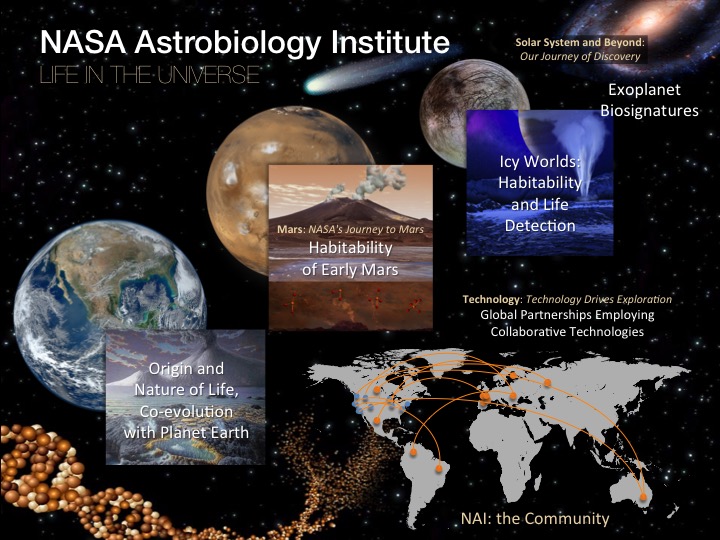 NASA Astrobiology Institute
LIFE IN THE UNIVERSE
Solar System and Beyond:
Our Journey of Discovery
Exoplanet
Biosignatures
Icy Worlds:
Habitability
and Life
Detection
Mars: NASA's Journey to Mars
Habitability
of Early Mars
Technology: Technology Drives Exploration
Global Partnerships Employing
Collaborative Technologies
Origin and
Nature of Life,
Co-evolution
with Planet Earth
NAI: the Community